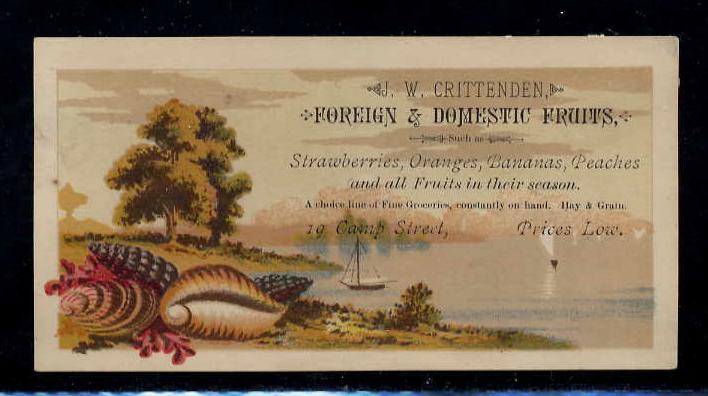 J. W. CRITTENDEN,
FOREIGN & DOMESTIC FRUITS,
Such as
Strawberries, Oranges, Bananas, Peaches
and all Fruits in their season.
A choice line of Fine Groceries, constantly on hand. Hay & Grain.
19 Camp Street, Prices Low.